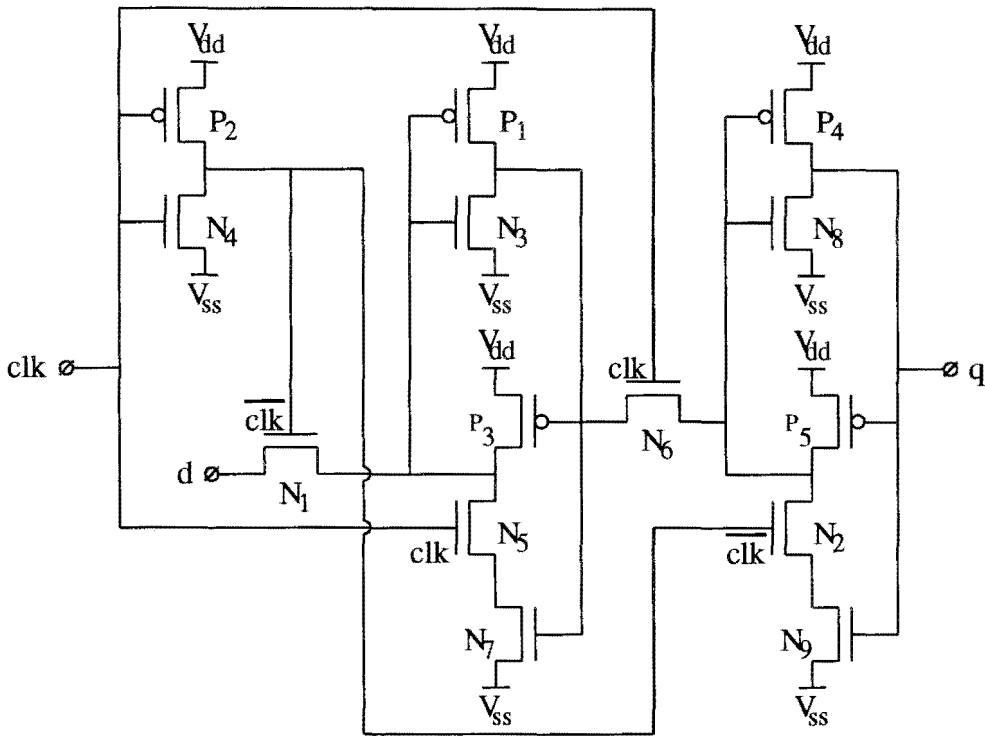 Vdd
Vdd
Vdd
P2
P1
P4
N4
N3
N8
Vss
Vss
Vss
Vdd
Vdd
clk
clk
q
clk
P3
N6
P5
d
N1
N5
N2
clk
clk
N7
N9
Vss
Vss